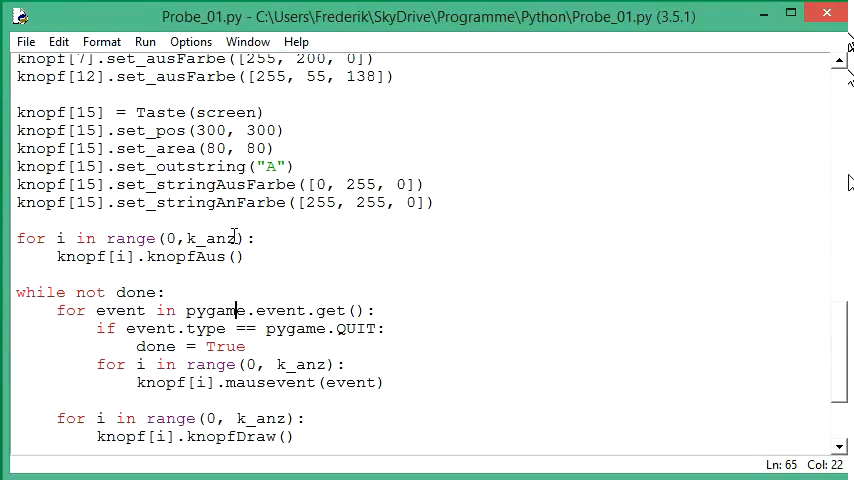 Probe_01.py - C:\Users\Frederik\SkyDrive\Programme\Python\Probe_01.py (3.5.1)
File Edit Format Run Options Window Help
knopf[7].set_ausFarbe([255, 200, 0])
knopf[12].set_ausFarbe([255, 55, 138])
knopf[15] = Taste(screen)
knopf[15].set_pos(300, 300)
knopf[15].set_area(80, 80)
knopf[15].set_outstring("A")
knopf[15].set_stringAusFarbe([0, 255, 0])
knopf[15].set_stringAnFarbe([255, 255, 0])
for i in range(0,k_anz):
    knopf[i].knopfAus()
while not done:
    for event in pygame.event.get():
        if event.type == pygame.QUIT:
            done = True
        for i in range(0, k_anz):
            knopf[i].mausevent(event)
    for i in range(0, k_anz):
        knopf[i].knopfDraw()
Ln: 65 Col: 22